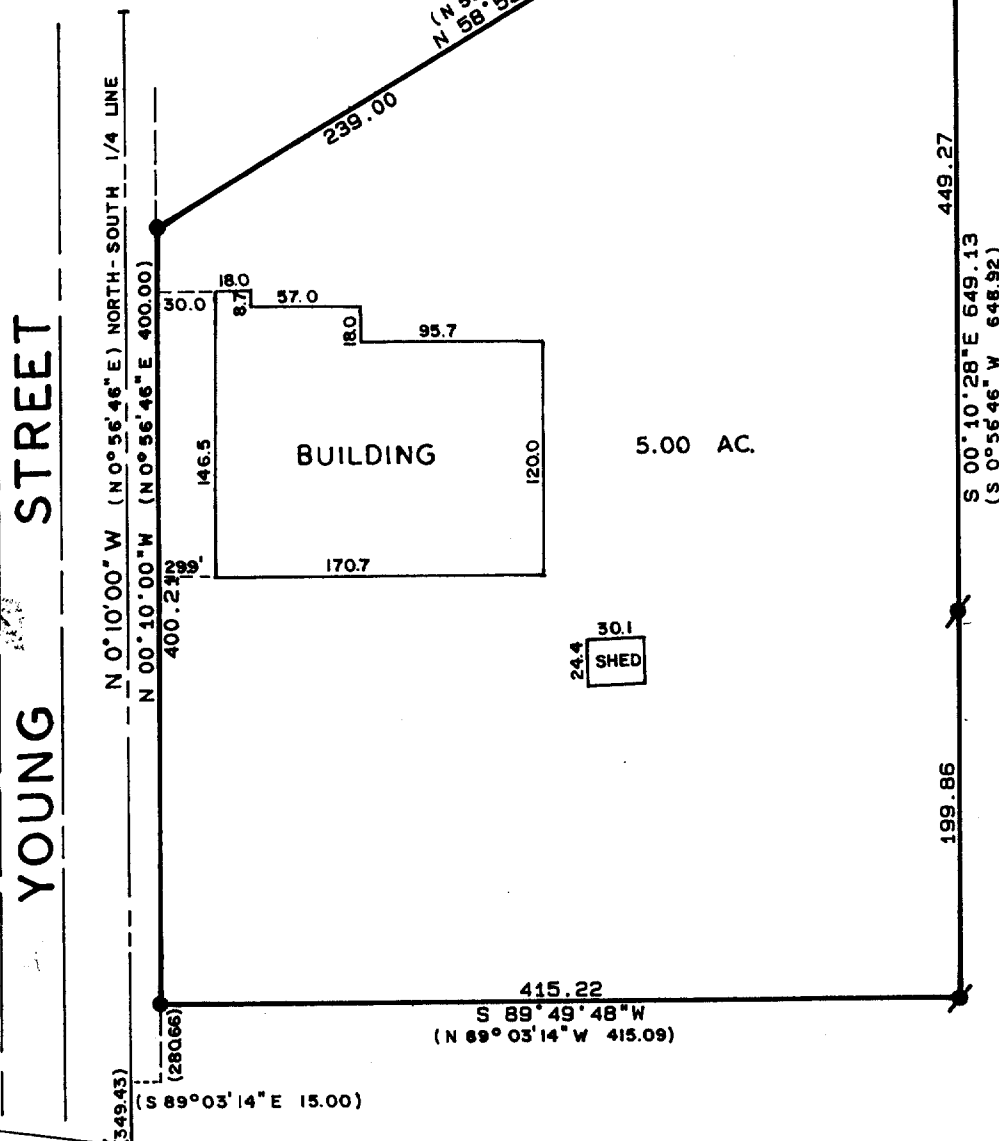 N 58°5
239.00
449.27
S 00°10'28"E 649.13
(S 0°56'46" W 648.92)
N 0°10'00" W (N 0°56'46" E) NORTH-SOUTH 1/4 LINE
N 00°10'00"W (N 0°56'46"E 400.00)
400.21
18.0
30.0
8.7
57.0
18.0
95.7
146.5
BUILDING
120.0
5.00 AC.
29.9'
170.7
30.1
24.4
SHED
YOUNG STREET
199.86
415.22
S 89°49'48"W
(N 89°03'14" W 415.09)
(280.66)
(S 89°03'14"E 15.00)
349.43)